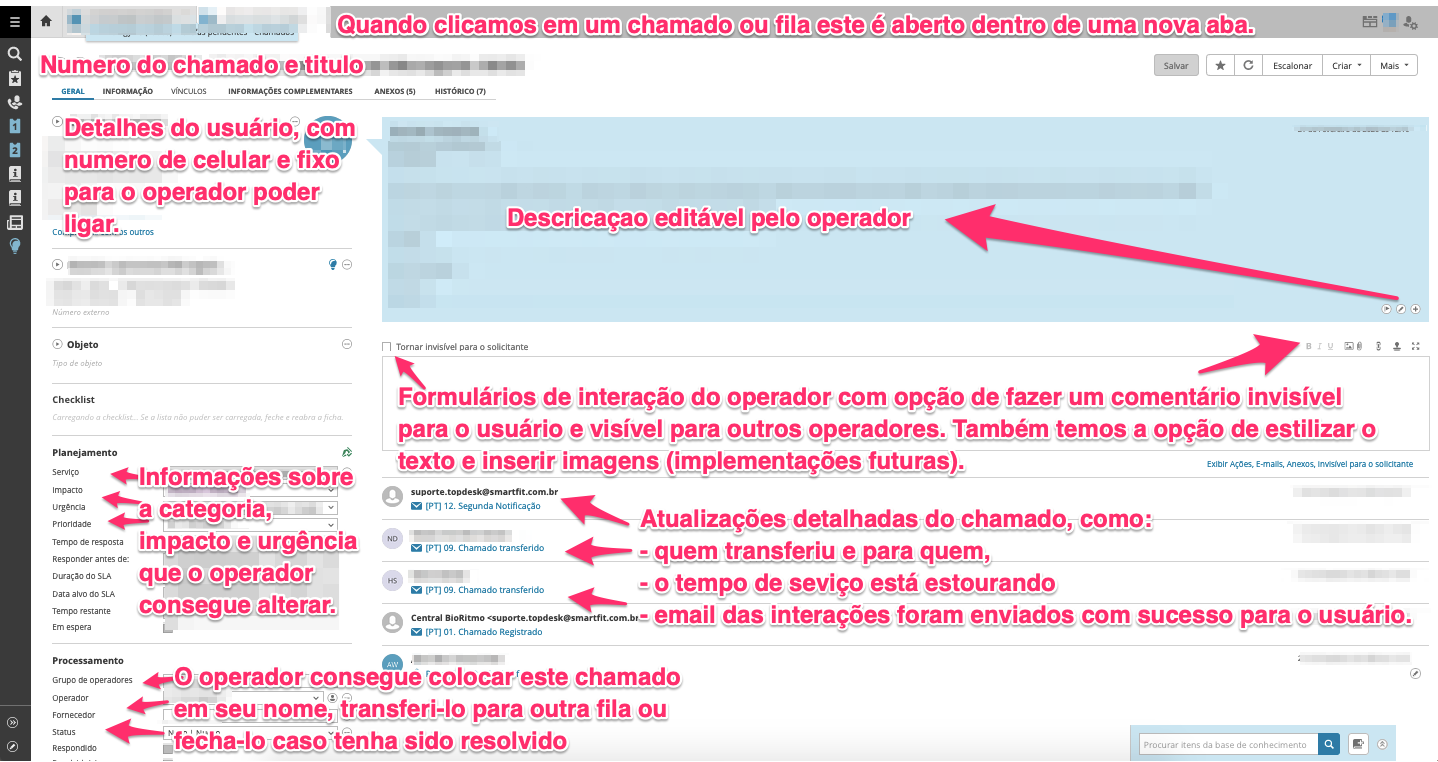 Quando clicamos em um chamado ou fila este é aberto dentro de uma nova aba.
Numero do chamado e titulo
Salvar
Escalonar
Criar
Mais
GERAL INFORMAÇÃO VÍNCULOS INFORMAÇÕES COMPLEMENTARES ANEXOS (5) HISTÓRICO (7)
1
2
Detalhes do usuário, com
numero de celular e fixo
para o operador poder
ligar.
os outros
Descricaçao editável pelo operador
Número externo
Objeto
Tipo de objeto
Checklist
Carregando a checklist... Se a lista não puder ser carregada, feche e reabra a ficha.
Tornar invisível para o solicitante
B I U
Formulários de interação do operador com opção de fazer um comentário invisível
para o usuário e visível para outros operadores. Também temos a opção de estilizar o
texto e inserir imagens (implementações futuras).
Exibir Ações, E-mails, Anexos, invisível para o solicitante
Planejamento
Serviço
Impacto
Urgência
Prioridade
Tempo de resposta
Responder antes de:
Duração do SLA
Data alvo do SLA
Tempo restante
Em espera
Informações sobre
a categoria,
impacto e urgência
que o operador
consegue alterar.
suporte.topdesk@smartfit.com.br
[PT] 12. Segunda Notificação
ND
[PT] 09. Chamado transferido
HS
[PT] 09. Chamado transferido
Central BioRitmo <suporte.topdesk@smartfit.com.br
[PT] 01. Chamado Registrado
AW
Atualizações detalhadas do chamado, como:
- quem transferiu e para quem,
- o tempo de seviço está estourando
- email das interações foram enviados com sucesso para o usuário.
Processamento
Grupo de operadores
Operador
Fornecedor
Status
Respondido
O operador consegue colocar este chamado
em seu nome, transferi-lo para outra fila ou
fecha-lo caso tenha sido resolvido
Procurar itens da base de conhecimento